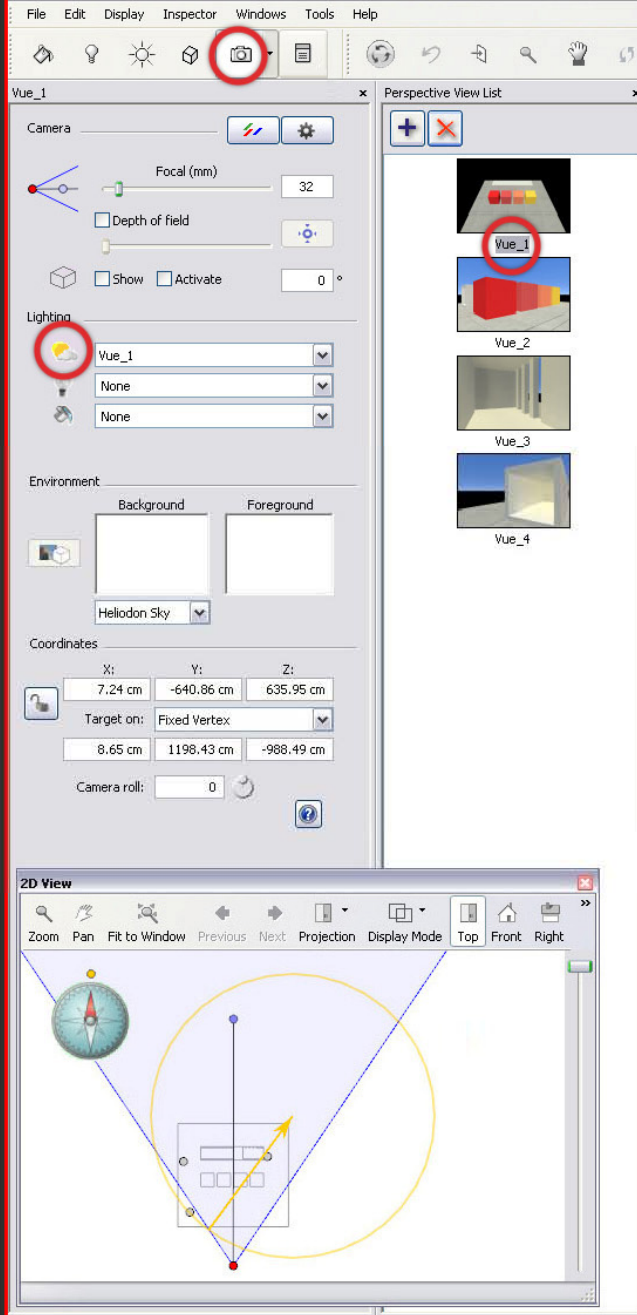 File Edit Display Inspector Windows Tools Help
Vue_1
Perspective View List
Camera
Focal (mm)
32
Depth of field
Show Activate 0 °
Lighting
Vue_1
None
None
Environment
Background Foreground
Heliodon Sky
Coordinates
X: Y: Z:
7.24 cm -640.86 cm 635.95 cm
Target on: Fixed Vertex
8.65 cm 1198.43 cm -988.49 cm
Camera roll: 0
Vue_1
Vue_2
Vue_3
Vue_4
2D View
Zoom Pan Fit to Window Previous Next Projection Display Mode Top Front Right